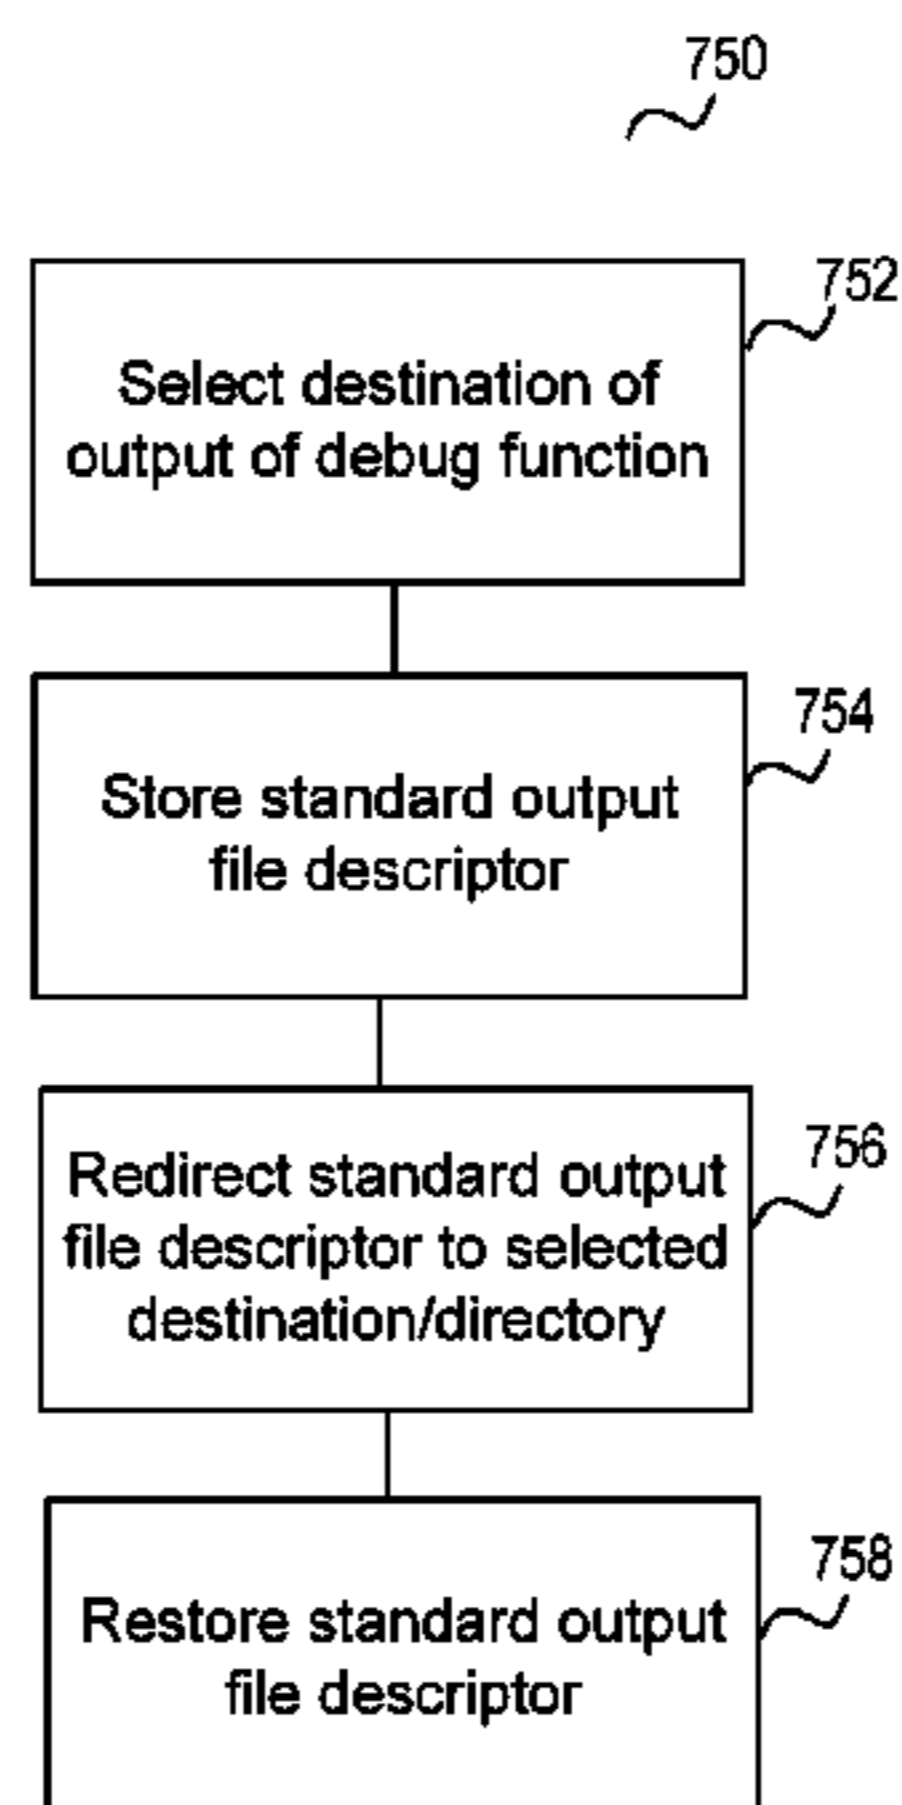 750
752
Select destination of
output of debug function
754
Store standard output
file descriptor
756
Redirect standard output
file descriptor to selected
destination/directory
758
Restore standard output
file descriptor